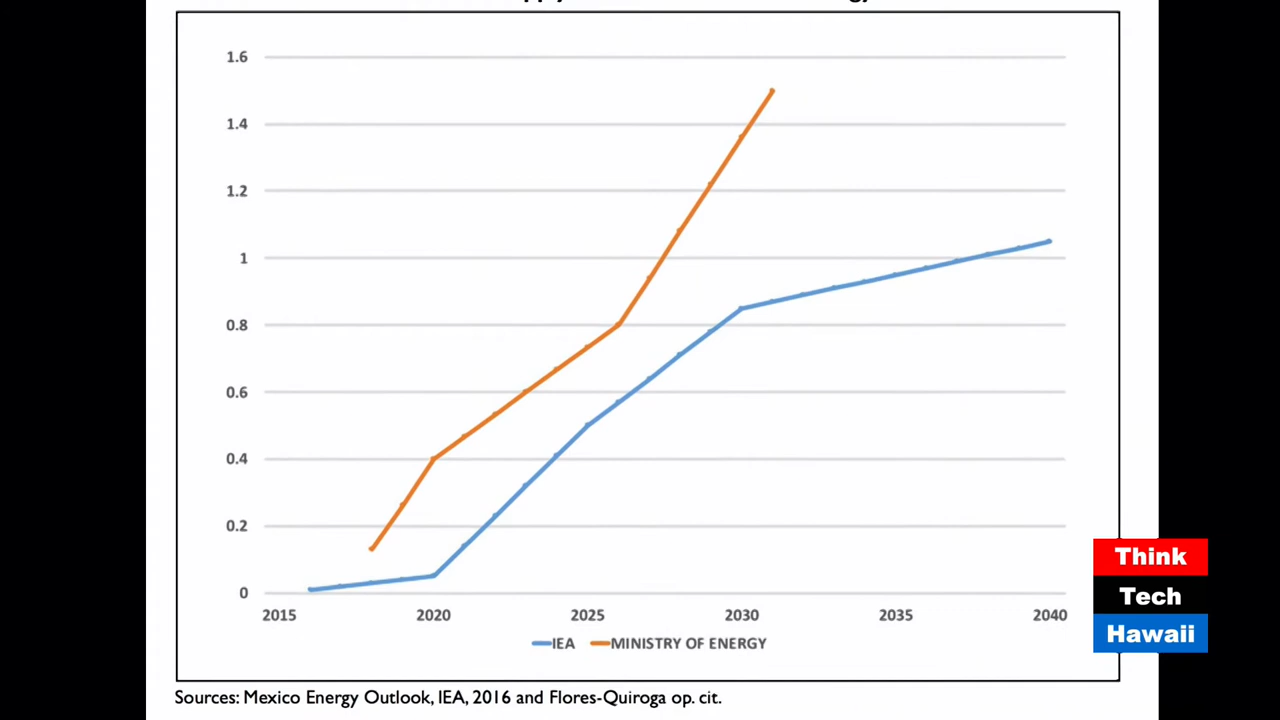 1.6
1.4
1.2
1
0.8
0.6
0.4
0.2
0
2015 2020 2025 2030 2035 2040
IEA MINISTRY OF ENERGY
Sources: Mexico Energy Outlook, IEA, 2016 and Flores-Quiroga op. cit.
Think
Tech
Hawaii